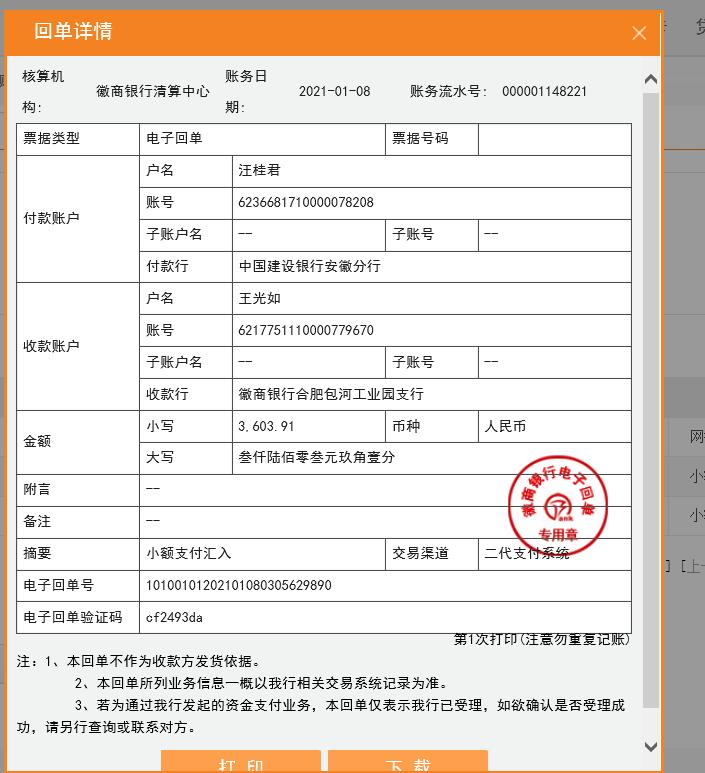 回单详情
核算机构: 徽商银行清算中心 账务日期: 2021-01-08 账务流水号: 000001148221
票据类型 电子回单 票据号码
付款账户
户名 汪桂君
账号 6236681710000078208
子账户名 -- 子账号 --
付款行 中国建设银行安徽分行
收款账户
户名 王光如
账号 6217751110000779670
子账户名 -- 子账号 --
收款行 徽商银行合肥包河工业园支行
金额
小写 3,603.91 币种 人民币
大写 叁仟陆佰零叁元玖角壹分
附言 --
备注 --
徽商银行电子回单
专用章
摘要 小额支付汇入 交易渠道 二代支付系统
电子回单号 10100101202101080305629890
电子回单验证码 cf2493da
第1次打印(注意勿重复记账)
注: 1、本回单不作为收款方发货依据。
2、本回单所列业务信息一概以我行相关交易系统记录为准。
3、若为通过我行发起的资金支付业务, 本回单仅表示我行已受理, 如欲确认是否受理成
功, 请另行查询或联系对方。
打印 下载